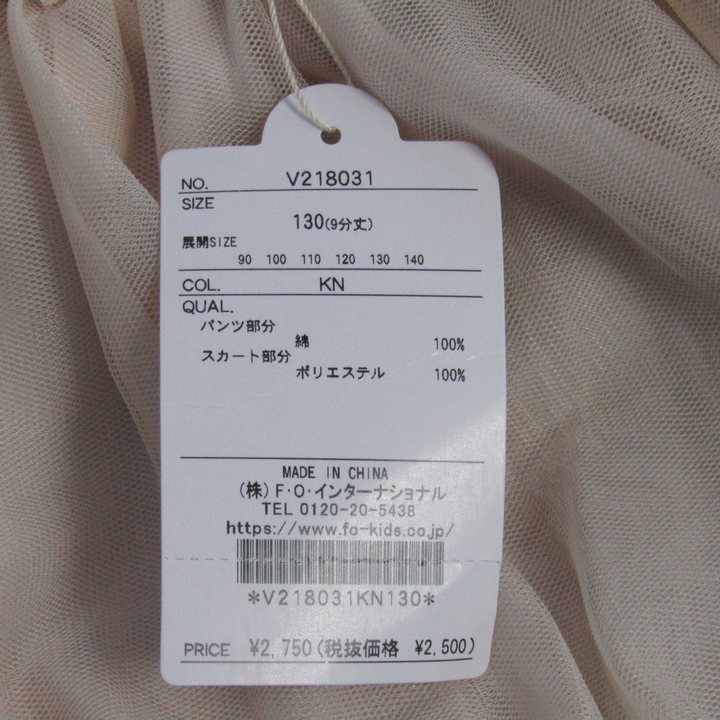 NO. V218031
SIZE
130(9分丈)
展開SIZE
90 100 110 120 130 140
COL. KN
QUAL.
パンツ部分
綿 100%
スカート部分
ポリエステル 100%
MADE IN CHINA
(株)F・O・インターナショナル
TEL 0120-20-5438
https://www.fo-kids.co.jp/
*V218031KN130*
PRICE ¥2,750(税抜価格 ¥2,500)